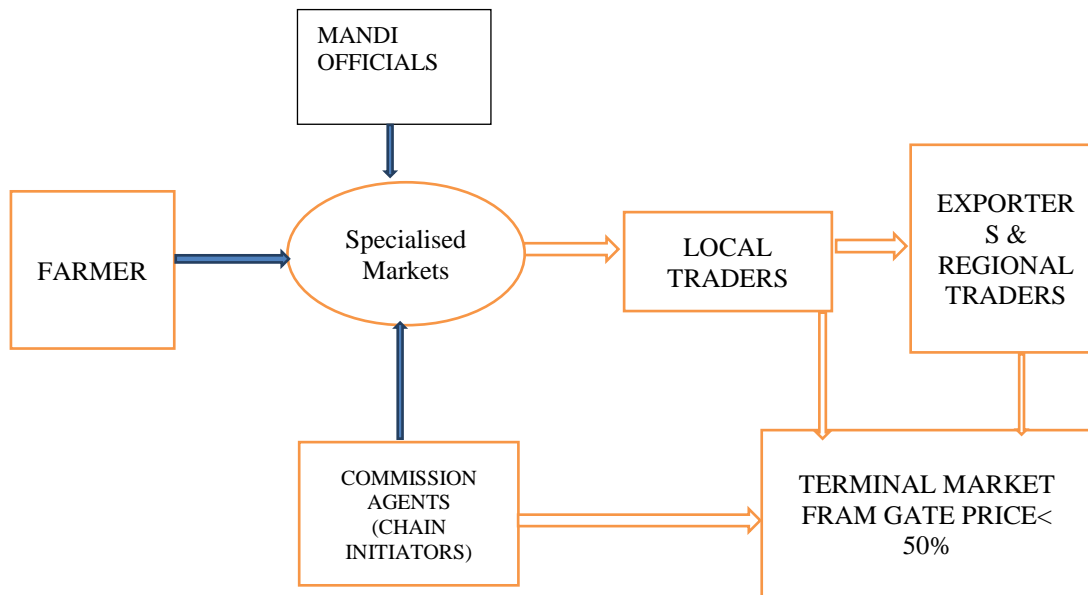 MANDI
OFFICIALS
FARMER
Specialised
Markets
LOCAL
TRADERS
EXPORTER
S &
REGIONAL
TRADERS
COMMISSION
AGENTS
(CHAIN
INITIATORS)
TERMINAL MARKET
FRAM GATE PRICE<
50%